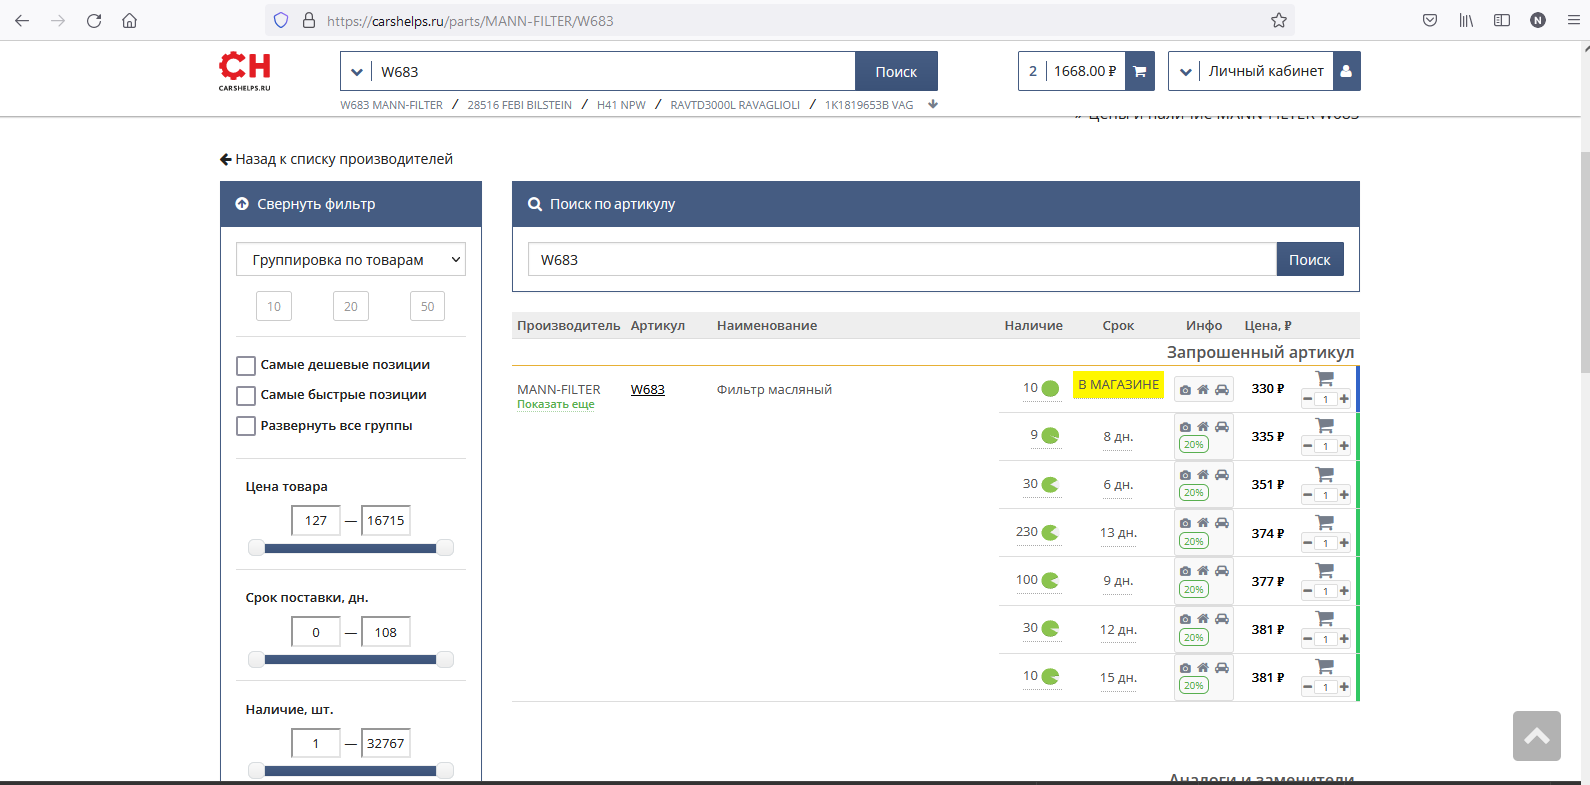 https://carshelps.ru/parts/MANN-FILTER/W683
N
CH
CARSHELPS.RU
W683
Поиск
2
1668.00 ₽
Личный кабинет
W683 MANN-FILTER / 28516 FEBI BILSTEIN / H41 NPW / RAVTD3000L RAVAGLIOLI / 1K1819653B VAG
» Цены и наличие MANN-FILTER W683
Назад к списку производителей
Свернуть фильтр
Группировка по товарам
10 20 50
Самые дешевые позиции
Самые быстрые позиции
Развернуть все группы
Цена товара
127 — 16715
Срок поставки, дн.
0 — 108
Наличие, шт.
1 — 32767
Поиск по артикулу
W683
Поиск
Производитель Артикул Наименование Наличие Срок Инфо Цена, ₽
Запрошенный артикул
MANN-FILTER W683 Фильтр масляный 10 В МАГАЗИНЕ 330 ₽ 1
Показать еще
9 8 дн. 20% 335 ₽ 1
30 6 дн. 20% 351 ₽ 1
230 13 дн. 20% 374 ₽ 1
100 9 дн. 20% 377 ₽ 1
30 12 дн. 20% 381 ₽ 1
10 15 дн. 20% 381 ₽ 1
Аналоги и заменители